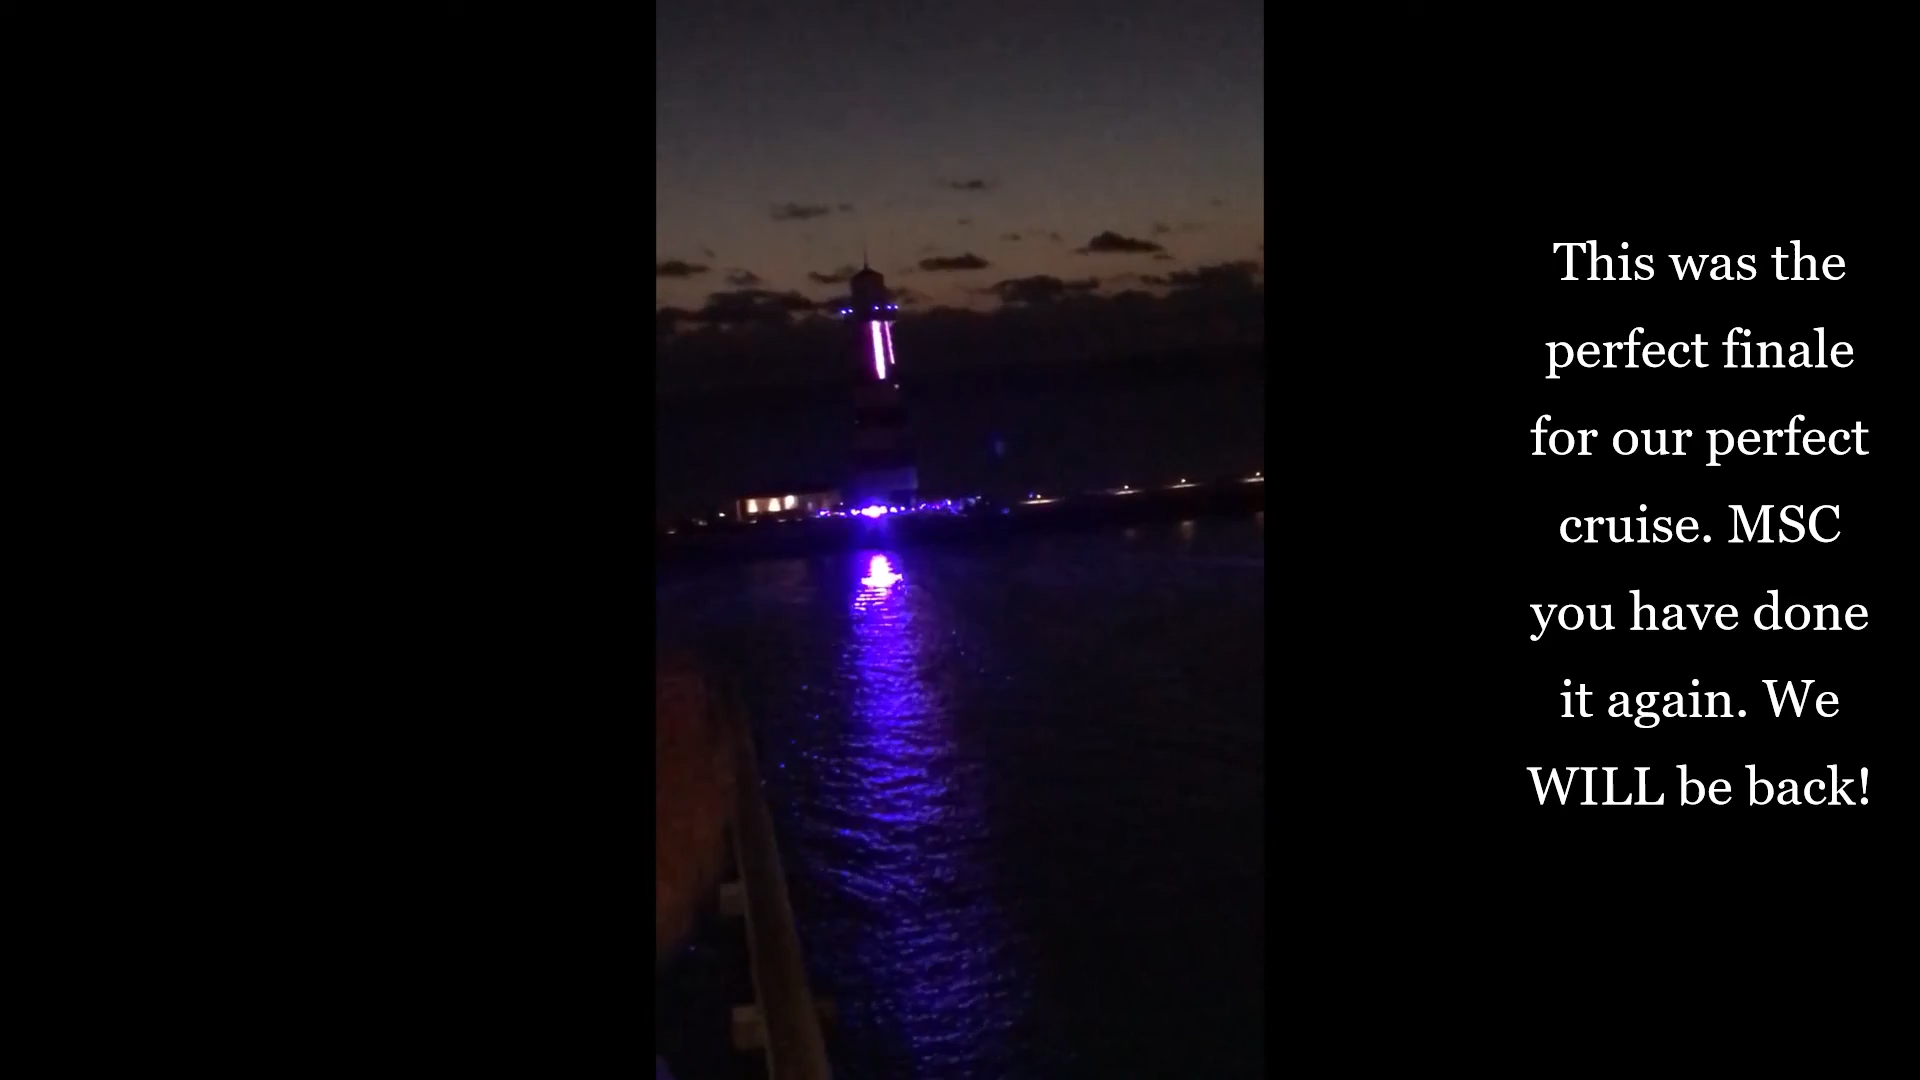 This was the
perfect finale
for our perfect
cruise. MSC
you have done
it again. We
WILL be back!